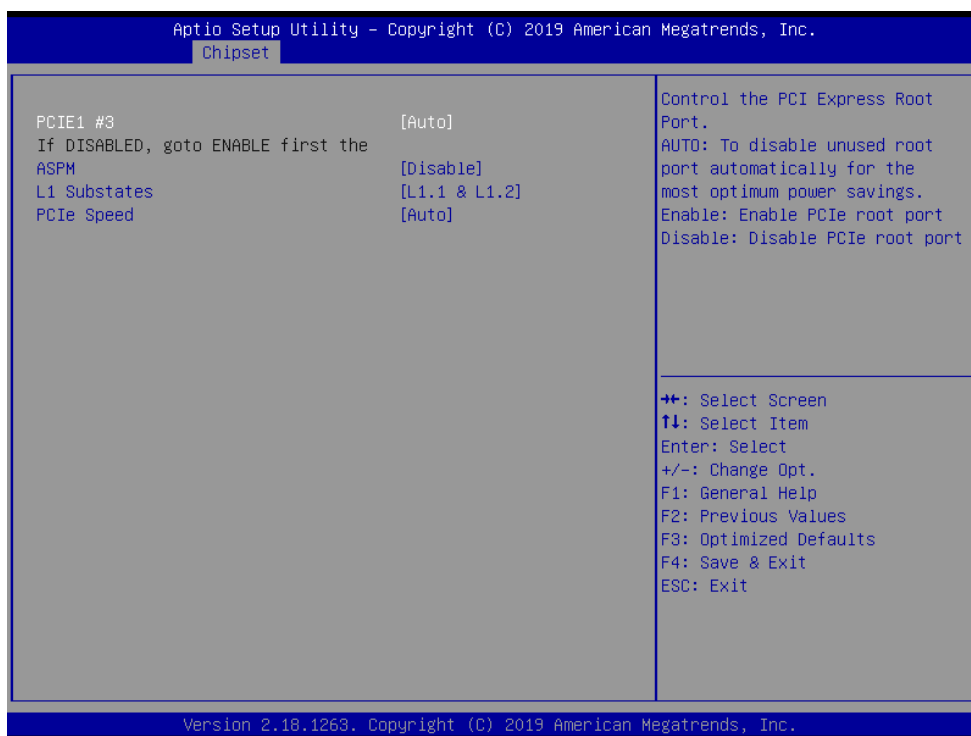 Aptio Setup Utility – Copyright (C) 2019 American Megatrends, Inc.
Chipset
PCIE1 #3 [Auto]
If DISABLED, goto ENABLE first the
ASPM [Disable]
L1 Substates [L1.1 & L1.2]
PCIe Speed [Auto]
Control the PCI Express Root
Port.
AUTO: To disable unused root
port automatically for the
most optimum power savings.
Enable: Enable PCIe root port
Disable: Disable PCIe root port
→←: Select Screen
↑↓: Select Item
Enter: Select
+/-: Change Opt.
F1: General Help
F2: Previous Values
F3: Optimized Defaults
F4: Save & Exit
ESC: Exit
Version 2.18.1263. Copyright (C) 2019 American Megatrends, Inc.